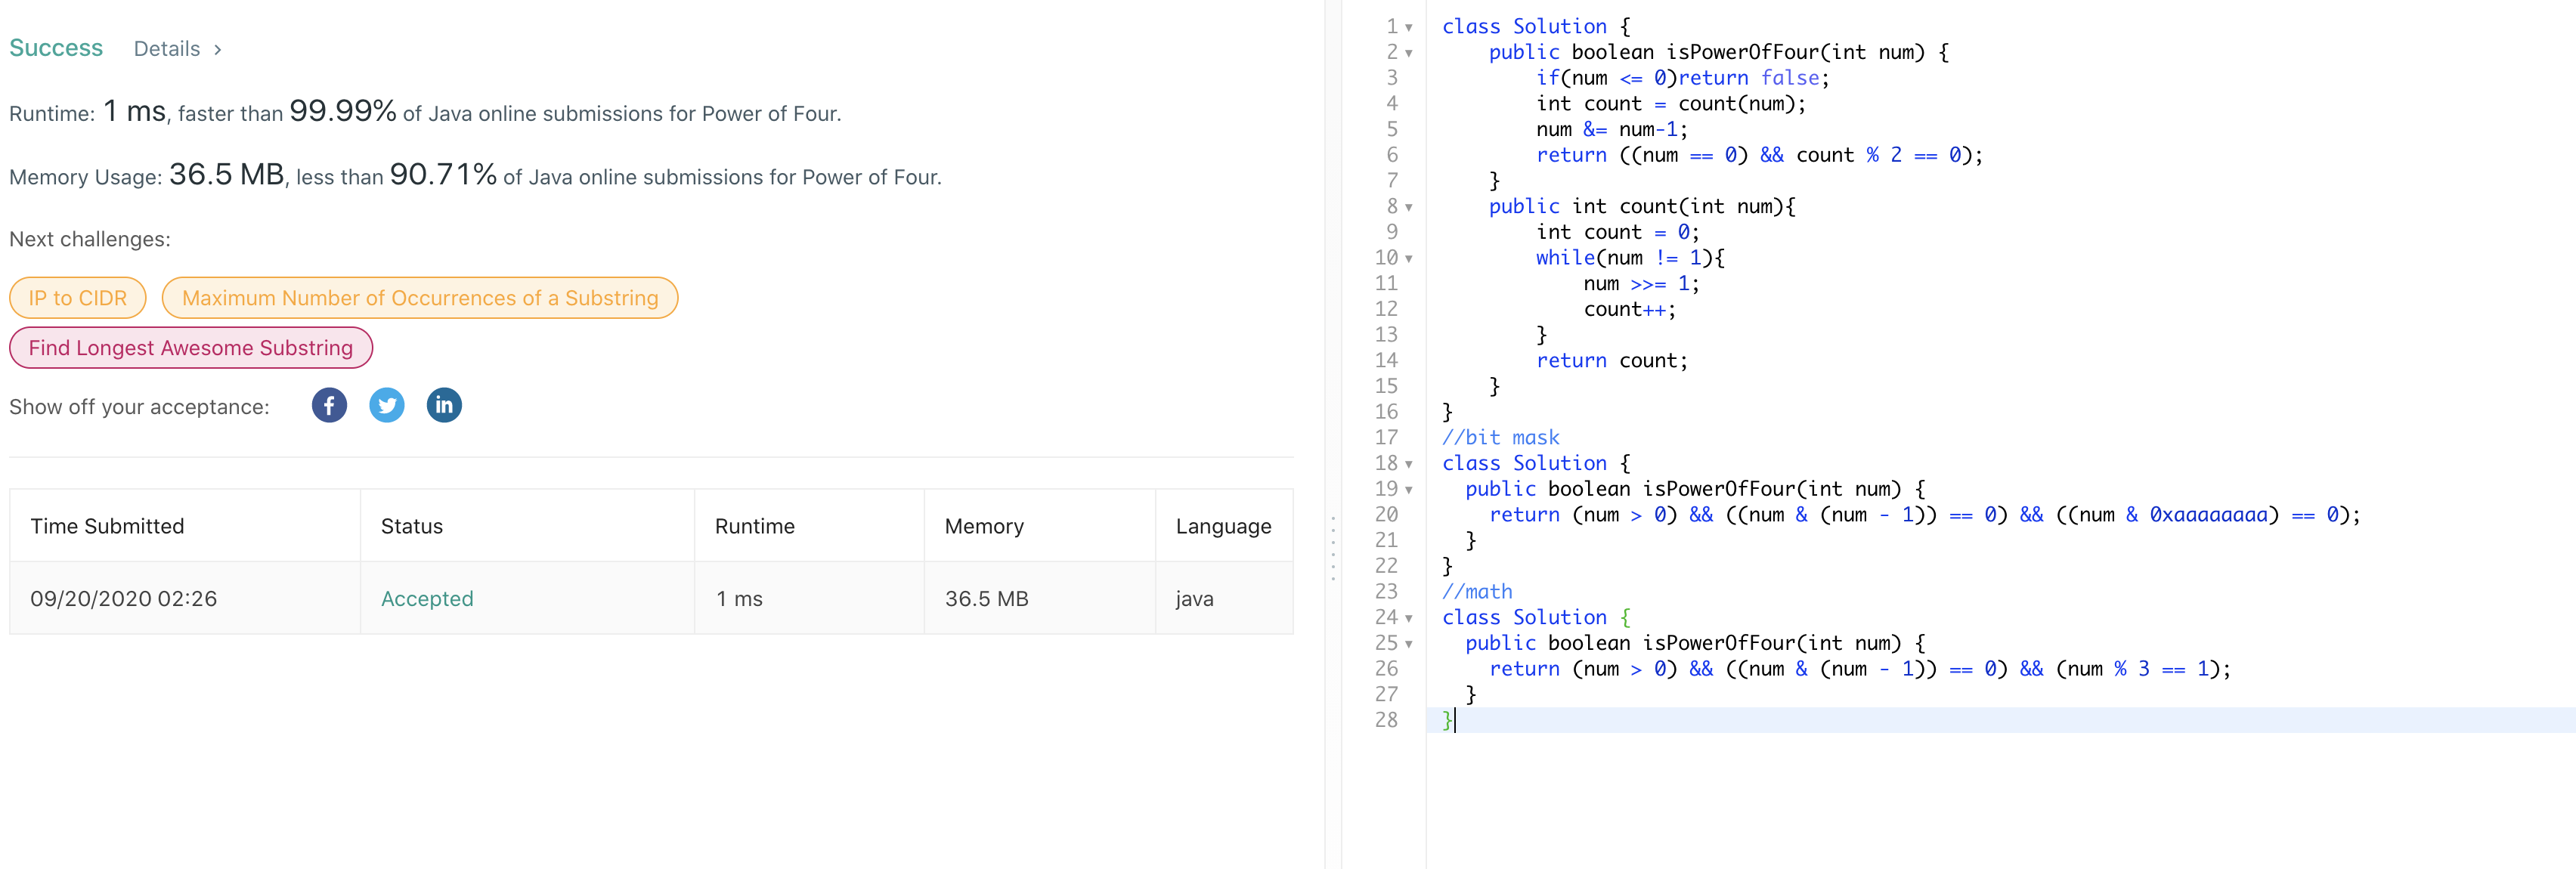 Success Details >
Runtime: 1 ms, faster than 99.99% of Java online submissions for Power of Four.
Memory Usage: 36.5 MB, less than 90.71% of Java online submissions for Power of Four.
Next challenges:
IP to CIDR Maximum Number of Occurrences of a Substring
Find Longest Awesome Substring
Show off your acceptance: f in
Time Submitted Status Runtime Memory Language
09/20/2020 02:26 Accepted 1 ms 36.5 MB java
1 class Solution {
2     public boolean isPowerOfFour(int num) {
3         if(num <= 0)return false;
4         int count = count(num);
5         num &= num-1;
6         return ((num == 0) && count % 2 == 0);
7     }
8     public int count(int num){
9         int count = 0;
10         while(num != 1){
11             num >>= 1;
12             count++;
13         }
14         return count;
15     }
16 }
17 //bit mask
18 class Solution {
19   public boolean isPowerOfFour(int num) {
20     return (num > 0) && ((num & (num - 1)) == 0) && ((num & 0xaaaaaaaa) == 0);
21   }
22 }
23 //math
24 class Solution {
25   public boolean isPowerOfFour(int num) {
26     return (num > 0) && ((num & (num - 1)) == 0) && (num % 3 == 1);
27   }
28 }